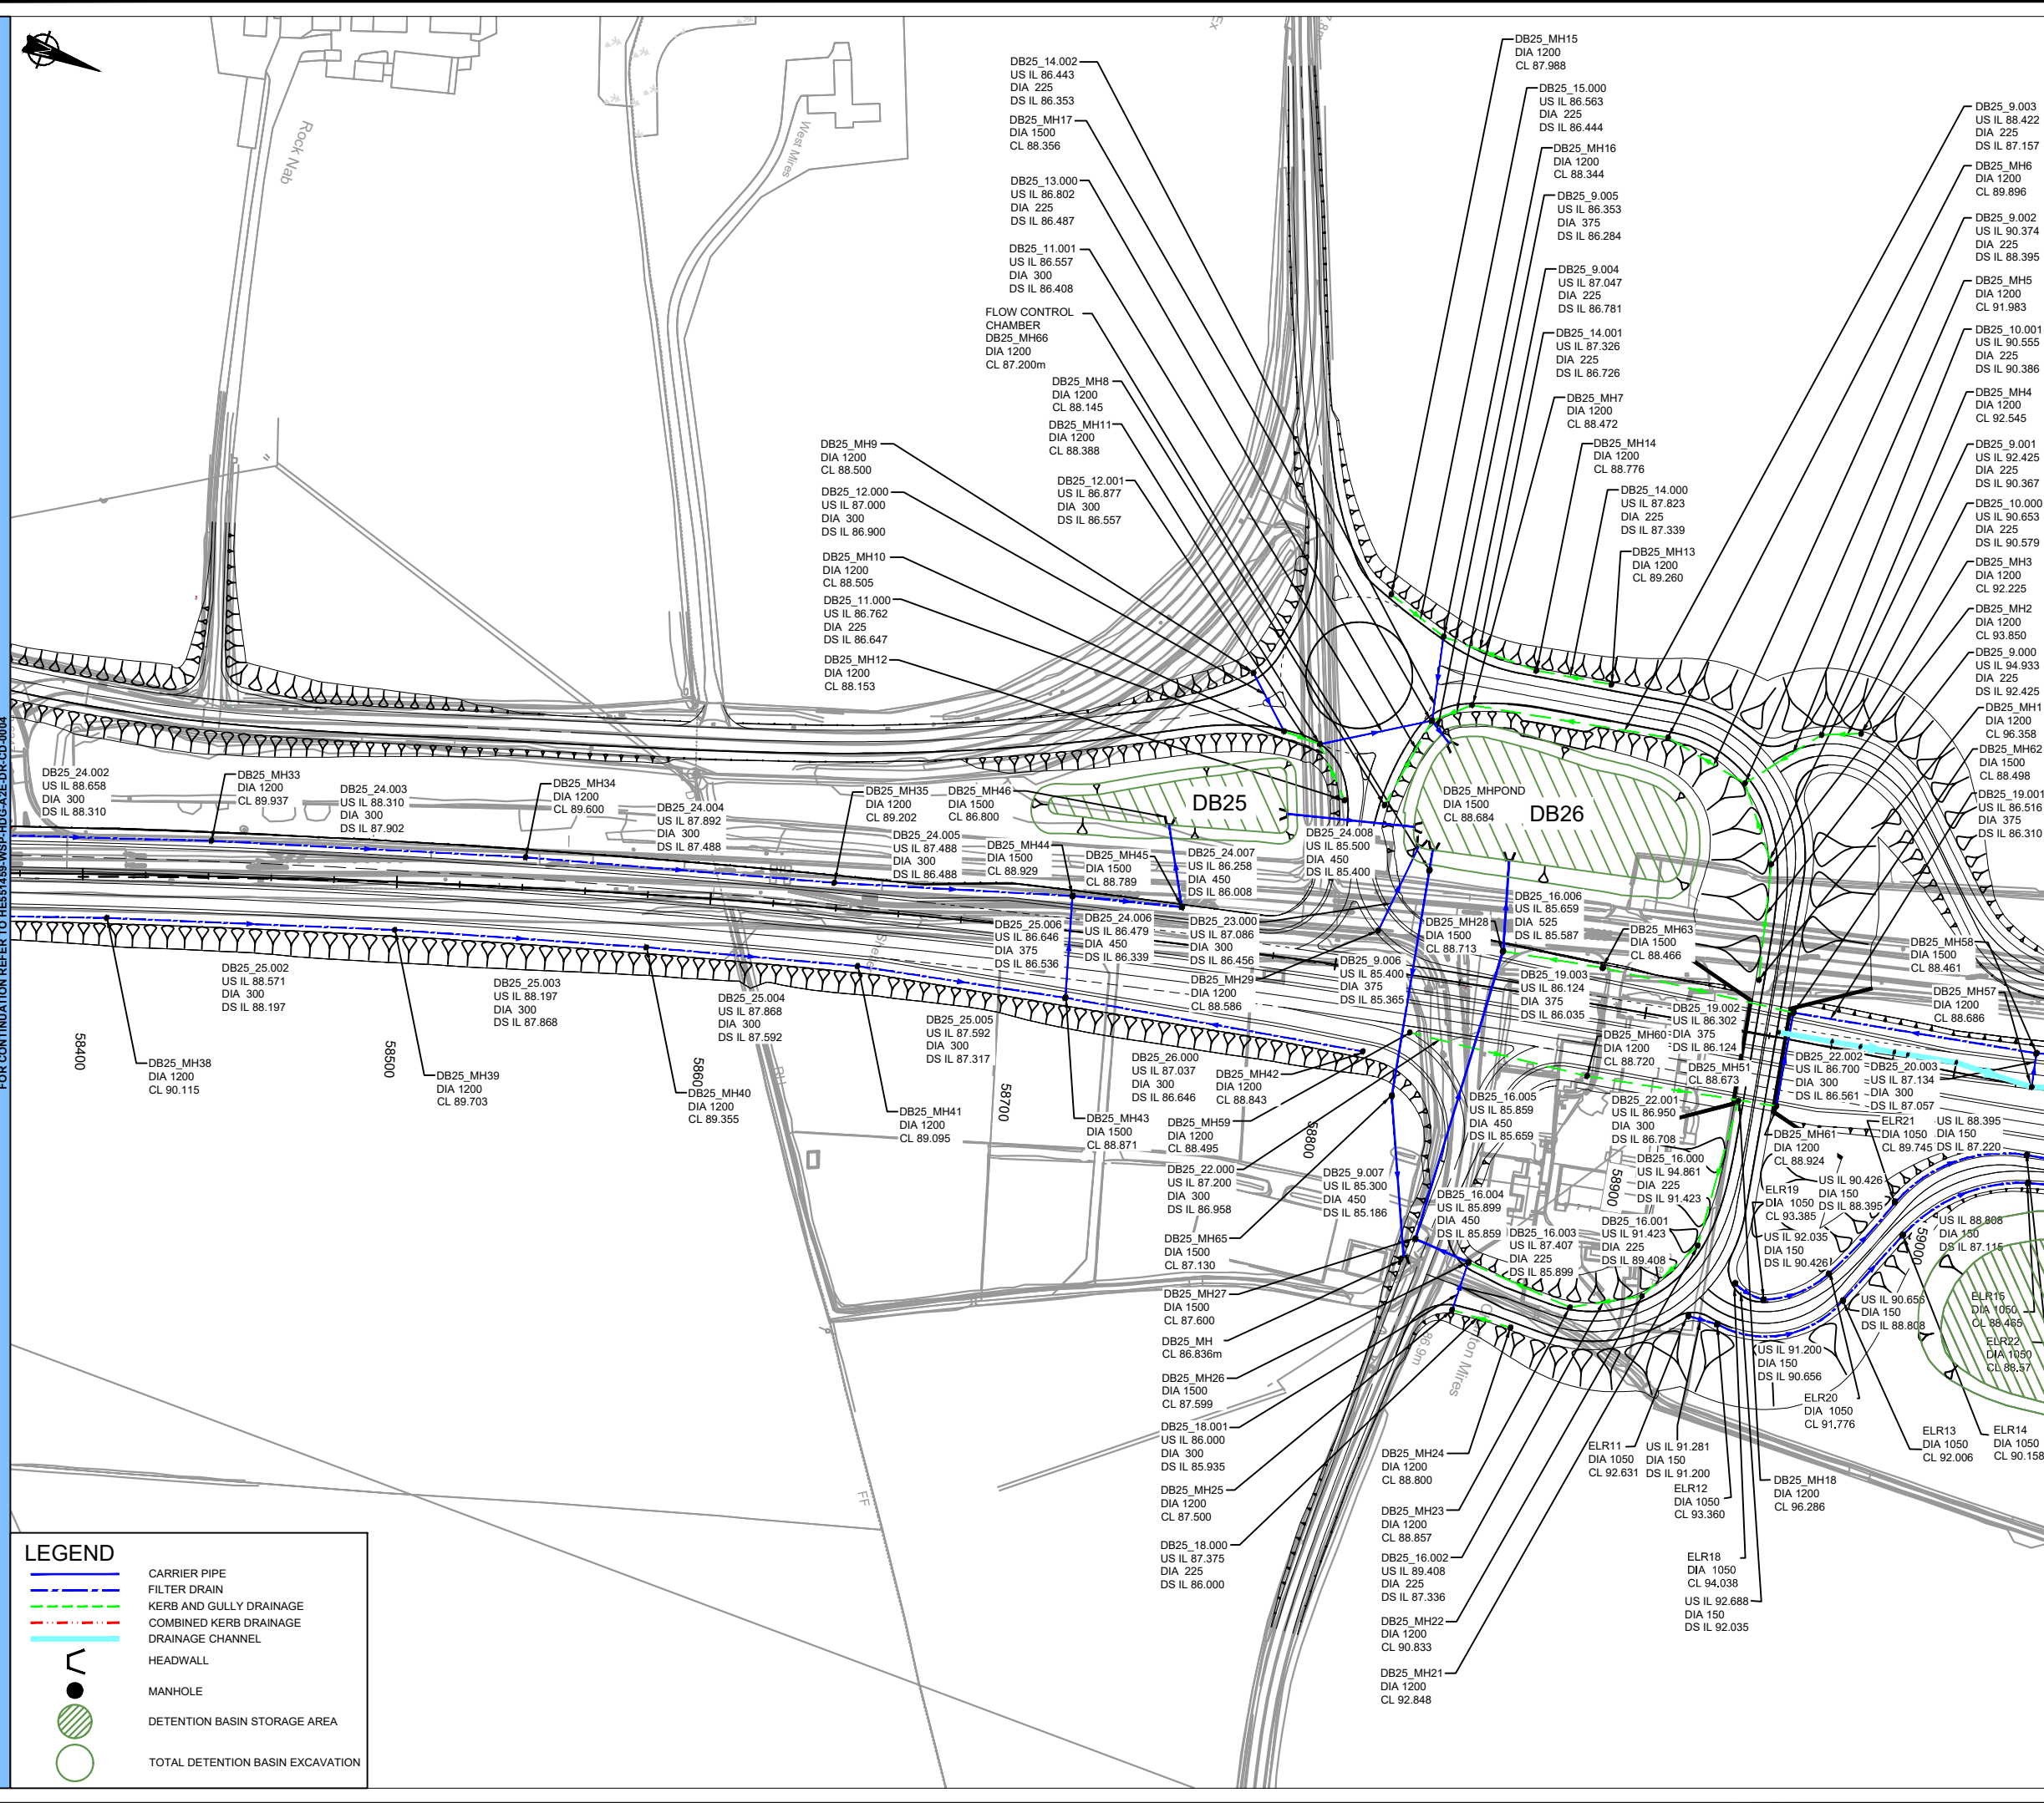 FOR CONTINUATION REFER TO HE551459-WSP-HDG-A2E-DR-CD-0004
Rock Nab
West Mires
Ex
DB25_14.002
US IL 86.443
DIA 225
DS IL 86.353
DB25_MH17
DIA 1500
CL 88.356
DB25_13.000
US IL 86.802
DIA 225
DS IL 86.487
DB25_11.001
US IL 86.557
DIA 300
DS IL 86.408
FLOW CONTROL
CHAMBER
DB25_MH66
DIA 1200
CL 87.200m
DB25_MH8
DIA 1200
CL 88.145
DB25_MH11
DIA 1200
CL 88.388
DB25_12.001
US IL 86.877
DIA 300
DS IL 86.557
DB25_MH9
DIA 1200
CL 88.500
DB25_12.000
US IL 87.000
DIA 300
DS IL 86.900
DB25_MH10
DIA 1200
CL 88.505
DB25_11.000
US IL 86.762
DIA 225
DS IL 86.647
DB25_MH12
DIA 1200
CL 88.153
DB25_MH15
DIA 1200
CL 87.988
DB25_15.000
US IL 86.563
DIA 225
DS IL 86.444
DB25_MH16
DIA 1200
CL 88.344
DB25_9.005
US IL 86.353
DIA 375
DS IL 86.284
DB25_9.004
US IL 87.047
DIA 225
DS IL 86.781
DB25_14.001
US IL 87.326
DIA 225
DS IL 86.726
DB25_MH7
DIA 1200
CL 88.472
DB25_MH14
DIA 1200
CL 88.776
DB25_14.000
US IL 87.823
DIA 225
DS IL 87.339
DB25_MH13
DIA 1200
CL 89.260
DB25_9.003
US IL 88.422
DIA 225
DS IL 87.157
DB25_MH6
DIA 1200
CL 89.896
DB25_9.002
US IL 90.374
DIA 225
DS IL 88.395
DB25_MH5
DIA 1200
CL 91.983
DB25_10.001
US IL 90.555
DIA 225
DS IL 90.386
DB25_MH4
DIA 1200
CL 92.545
DB25_9.001
US IL 92.425
DIA 225
DS IL 90.367
DB25_10.000
US IL 90.653
DIA 225
DS IL 90.579
DB25_MH3
DIA 1200
CL 92.225
DB25_MH2
DIA 1200
CL 93.850
DB25_9.000
US IL 94.933
DIA 225
DS IL 92.425
DB25_MH1
DIA 1200
CL 96.358
DB25_MH62
DIA 1500
CL 88.498
DB25_19.001
US IL 86.516
DIA 375
DS IL 86.310
DB25_24.002
US IL 88.658
DIA 300
DS IL 88.310
DB25_MH33
DIA 1200
CL 89.937
DB25_24.003
US IL 88.310
DIA 300
DS IL 87.902
DB25_MH34
DIA 1200
CL 89.600
DB25_24.004
US IL 87.892
DIA 300
DS IL 87.488
DB25_MH35
DIA 1200
CL 89.202
DB25_24.005
US IL 87.488
DIA 300
DS IL 86.488
DB25_MH46
DIA 1500
CL 86.800
DB25_MH44
DIA 1500
CL 88.929
DB25_MH45
DIA 1500
CL 88.789
DB25
DB25_24.007
US IL 86.258
DIA 450
DS IL 86.008
DB25_24.008
US IL 85.500
DIA 450
DS IL 85.400
DB25_MHPOND
DIA 1500
CL 88.684
DB26
DB25_25.006
US IL 86.646
DIA 375
DS IL 86.536
DB25_24.006
US IL 86.479
DIA 450
DS IL 86.339
DB25_23.000
US IL 87.086
DIA 300
DS IL 86.456
DB25_MH29
DIA 1200
CL 88.586
DB25_MH28
DIA 1500
CL 88.713
DB25_9.006
US IL 85.400
DIA 375
DS IL 85.365
DB25_16.006
US IL 85.659
DIA 525
DS IL 85.587
DB25_19.003
US IL 86.124
DIA 375
DS IL 86.035
DB25_MH63
DIA 1500
CL 88.466
DB25_19.002
US IL 86.302
DIA 375
DS IL 86.124
DB25_MH60
DIA 1200
CL 88.720
DB25_MH51
CL 88.673
DB25_MH58
DIA 1500
CL 88.461
DB25_MH57
DIA 1200
CL 88.686
DB25_22.002
US IL 86.700
DIA 300
DS IL 86.561
DB25_20.003
US IL 87.134
DIA 300
DS IL 87.057
DB25_25.002
US IL 88.571
DIA 300
DS IL 88.197
DB25_25.003
US IL 88.197
DIA 300
DS IL 87.868
DB25_25.004
US IL 87.868
DIA 300
DS IL 87.592
DB25_25.005
US IL 87.592
DIA 300
DS IL 87.317
DB25_26.000
US IL 87.037
DIA 300
DS IL 86.646
DB25_MH42
DIA 1200
CL 88.843
58400
58500
58600
58700
58800
58900
59000
DB25_MH38
DIA 1200
CL 90.115
DB25_MH39
DIA 1200
CL 89.703
DB25_MH40
DIA 1200
CL 89.355
DB25_MH41
DIA 1200
CL 89.095
DB25_MH43
DIA 1500
CL 88.871
DB25_MH59
DIA 1200
CL 88.495
DB25_22.000
US IL 87.200
DIA 300
DS IL 86.958
DB25_MH65
DIA 1500
CL 87.130
DB25_MH27
DIA 1500
CL 87.600
DB25_MH
CL 86.836m
DB25_MH26
DIA 1500
CL 87.599
DB25_18.001
US IL 86.000
DIA 300
DS IL 85.935
DB25_MH25
DIA 1200
CL 87.500
DB25_18.000
US IL 87.375
DIA 225
DS IL 86.000
DB25_9.007
US IL 85.300
DIA 450
DS IL 85.186
DB25_16.005
US IL 85.859
DIA 450
DS IL 85.659
DB25_16.004
US IL 85.899
DIA 450
DS IL 85.859
DB25_16.003
US IL 87.407
DIA 225
DS IL 85.899
DB25_22.001
US IL 86.950
DIA 300
DS IL 86.708
DB25_16.000
US IL 94.861
DIA 225
DS IL 91.423
DB25_16.001
US IL 91.423
DIA 225
DS IL 89.408
DB25_MH61
DIA 1200
CL 88.924
ELR21
DIA 1050
CL 89.745
US IL 88.395
DIA 150
DS IL 87.220
ELR19
DIA 1050
CL 93.385
US IL 90.426
DIA 150
DS IL 88.395
US IL 92.035
DIA 150
DS IL 90.426
US IL 88.808
DIA 150
DS IL 87.115
US IL 90.656
DIA 150
DS IL 88.808
ELR15
DIA 1050
CL 88.465
ELR22
DIA 1050
CL 88.57
US IL 91.200
DIA 150
DS IL 90.656
ELR20
DIA 1050
CL 91.776
ELR13
DIA 1050
CL 92.006
ELR14
DIA 1050
CL 90.158
86.9m
DB25_MH24
DIA 1200
CL 88.800
DB25_MH23
DIA 1200
CL 88.857
DB25_16.002
US IL 89.408
DIA 225
DS IL 87.336
DB25_MH22
DIA 1200
CL 90.833
DB25_MH21
DIA 1200
CL 92.848
ELR11
DIA 1050
CL 92.631
US IL 91.281
DIA 150
DS IL 91.200
ELR12
DIA 1050
CL 93.360
DB25_MH18
DIA 1200
CL 96.286
ELR18
DIA 1050
CL 94.038
US IL 92.688
DIA 150
DS IL 92.035
Mires
FF
LEGEND
CARRIER PIPE
FILTER DRAIN
KERB AND GULLY DRAINAGE
COMBINED KERB DRAINAGE
DRAINAGE CHANNEL
HEADWALL
MANHOLE
DETENTION BASIN STORAGE AREA
TOTAL DETENTION BASIN EXCAVATION